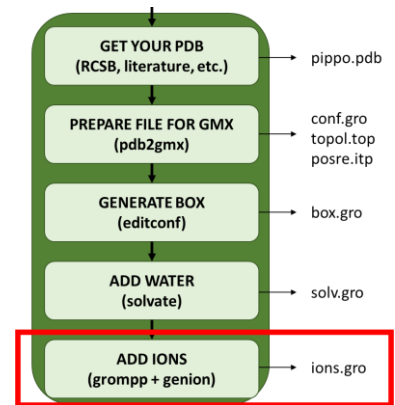 GET YOUR PDB
(RCSB, literature, etc.)
pippo.pdb
PREPARE FILE FOR GMX
(pdb2gmx)
conf.gro
topol.top
posre.itp
GENERATE BOX
(editconf)
box.gro
ADD WATER
(solvate)
solv.gro
ADD IONS
(grompp + genion)
ions.gro